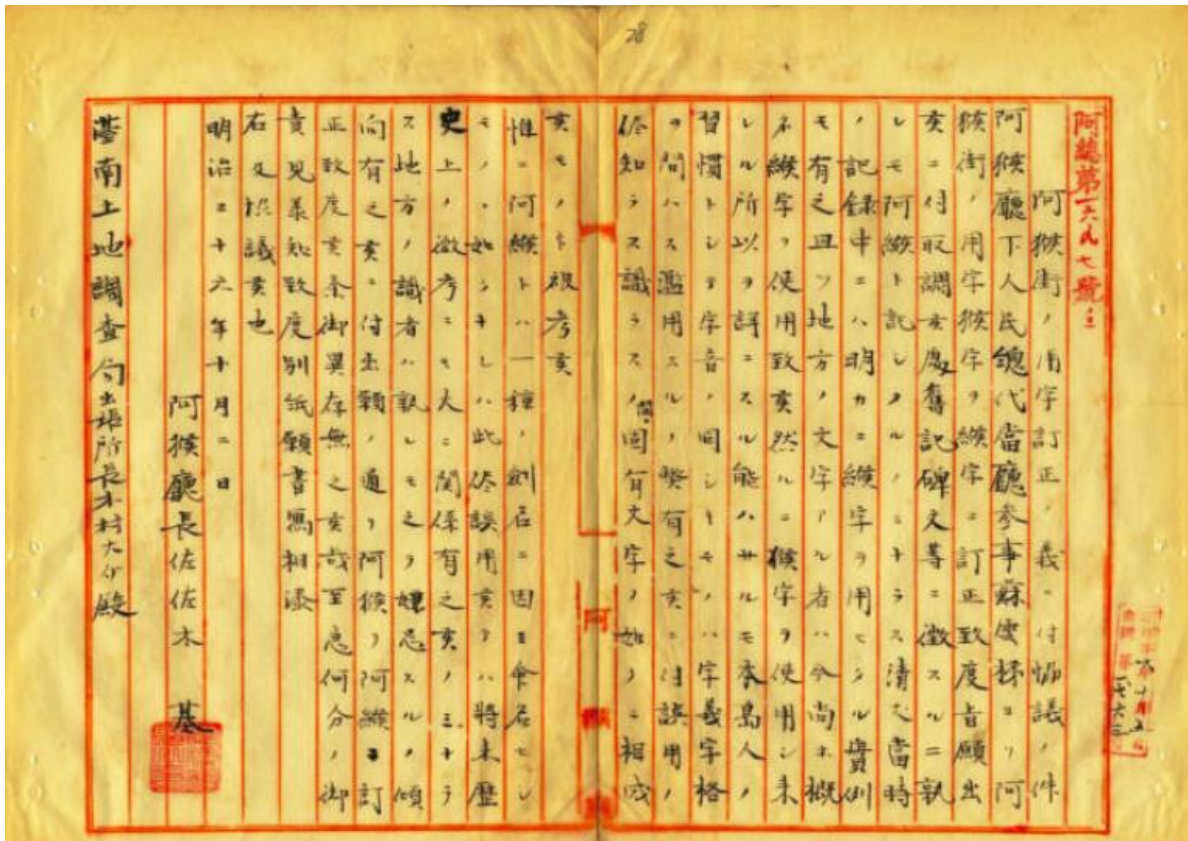 28
阿總第一六八七號ノ三
阿猴街ノ用字訂正ノ義ニ付協議ノ件
阿猴廳下人民總代當廳參事蘇雲梯ヨリ阿
猴街ノ用字猴字ヲ緱字ニ訂正致度旨願出
候ニ付取調候處舊記碑文等ニ徵スルニ孰
レモ阿緱ト記シタルノミナラス清政當時
ノ記錄中ニハ明カニ緱字ヲ用ヒタル實例
モ有之且ツ地方ノ文字アル者ハ今尚ホ概
ネ緱字ヲ使用致候然ルニ猴字ヲ使用シ來
レル所以ヲ詳ニスル能ハサルモ本島人ノ
習慣トシテ字音ノ同シキモノハ字義字格
ヲ問ハス濫用スルノ弊有之候ニ付誤用ノ
儘知ラス識ラスノ間固有文字ノ如クニ相成
候モノト被考候
惟ニ阿緱トハ一種ノ創名ニ因リ命名セシ
モノノ如シ若シハ此儘誤用候テハ將來歷
史上ノ徵考ニモ大ニ關係有之候ノミナラ
ス地方ノ識者ハ孰レモ之ヲ嫌忌スルノ傾
向有之候ニ付出願ノ通リ阿猴ヲ阿緱ニ訂
正致度候条御異存無之候哉至急何分ノ御
貴見承知致度別紙願書寫相添
右及協議候也
明治三十六年十月二日
阿猴廳長佐佐木 基
臺南土地調查局出張所長木村大介殿
阿猴廳